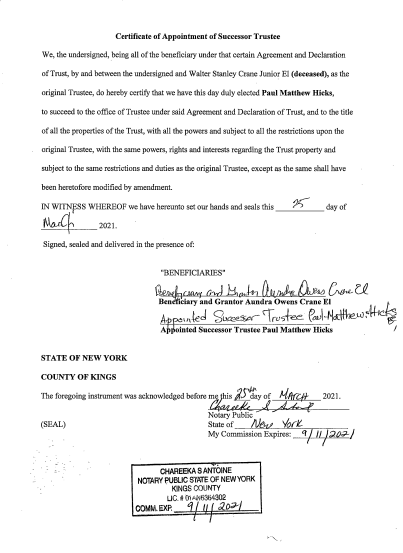 Certificate of Appointment of Successor Trustee
We, the undersigned, being all of the beneficiary under that certain Agreement and Declaration
of Trust, by and between the undersigned and Walter Stanley Crane Junior El (deceased), as the
original Trustee, do hereby certify that we have this day duly elected Paul Matthew Hicks,
to succeed to the office of Trustee under said Agreement and Declaration of Trust, and to the title
of all the properties of the Trust, with all the powers and subject to all the restrictions upon the
original Trustee, with the same powers, rights and interests regarding the Trust property and
subject to the same restrictions and duties as the original Trustee, except as the same shall have
been heretofore modified by amendment.
IN WITNESS WHEREOF we have hereunto set our hands and seals this 25 day of
March 2021.
Signed, sealed and delivered in the presence of:
"BENEFICIARIES"
Beneficiary and Grantor Aundra Owens Crane El
Beneficiary and Grantor Aundra Owens Crane El
Appointed Successor Trustee Paul-Matthew:Hicks
Appointed Successor Trustee Paul Matthew Hicks
STATE OF NEW YORK
COUNTY OF KINGS
The foregoing instrument was acknowledged before me this 25th day of MARCH 2021.
Chareeka S
Notary Public
(SEAL) State of New York
My Commission Expires: 9/11/2021
CHAREEKA S ANTOINE
NOTARY PUBLIC STATE OF NEW YORK
KINGS COUNTY
LIC. # 01AN6364302
COMM. EXP. 9/11/2021